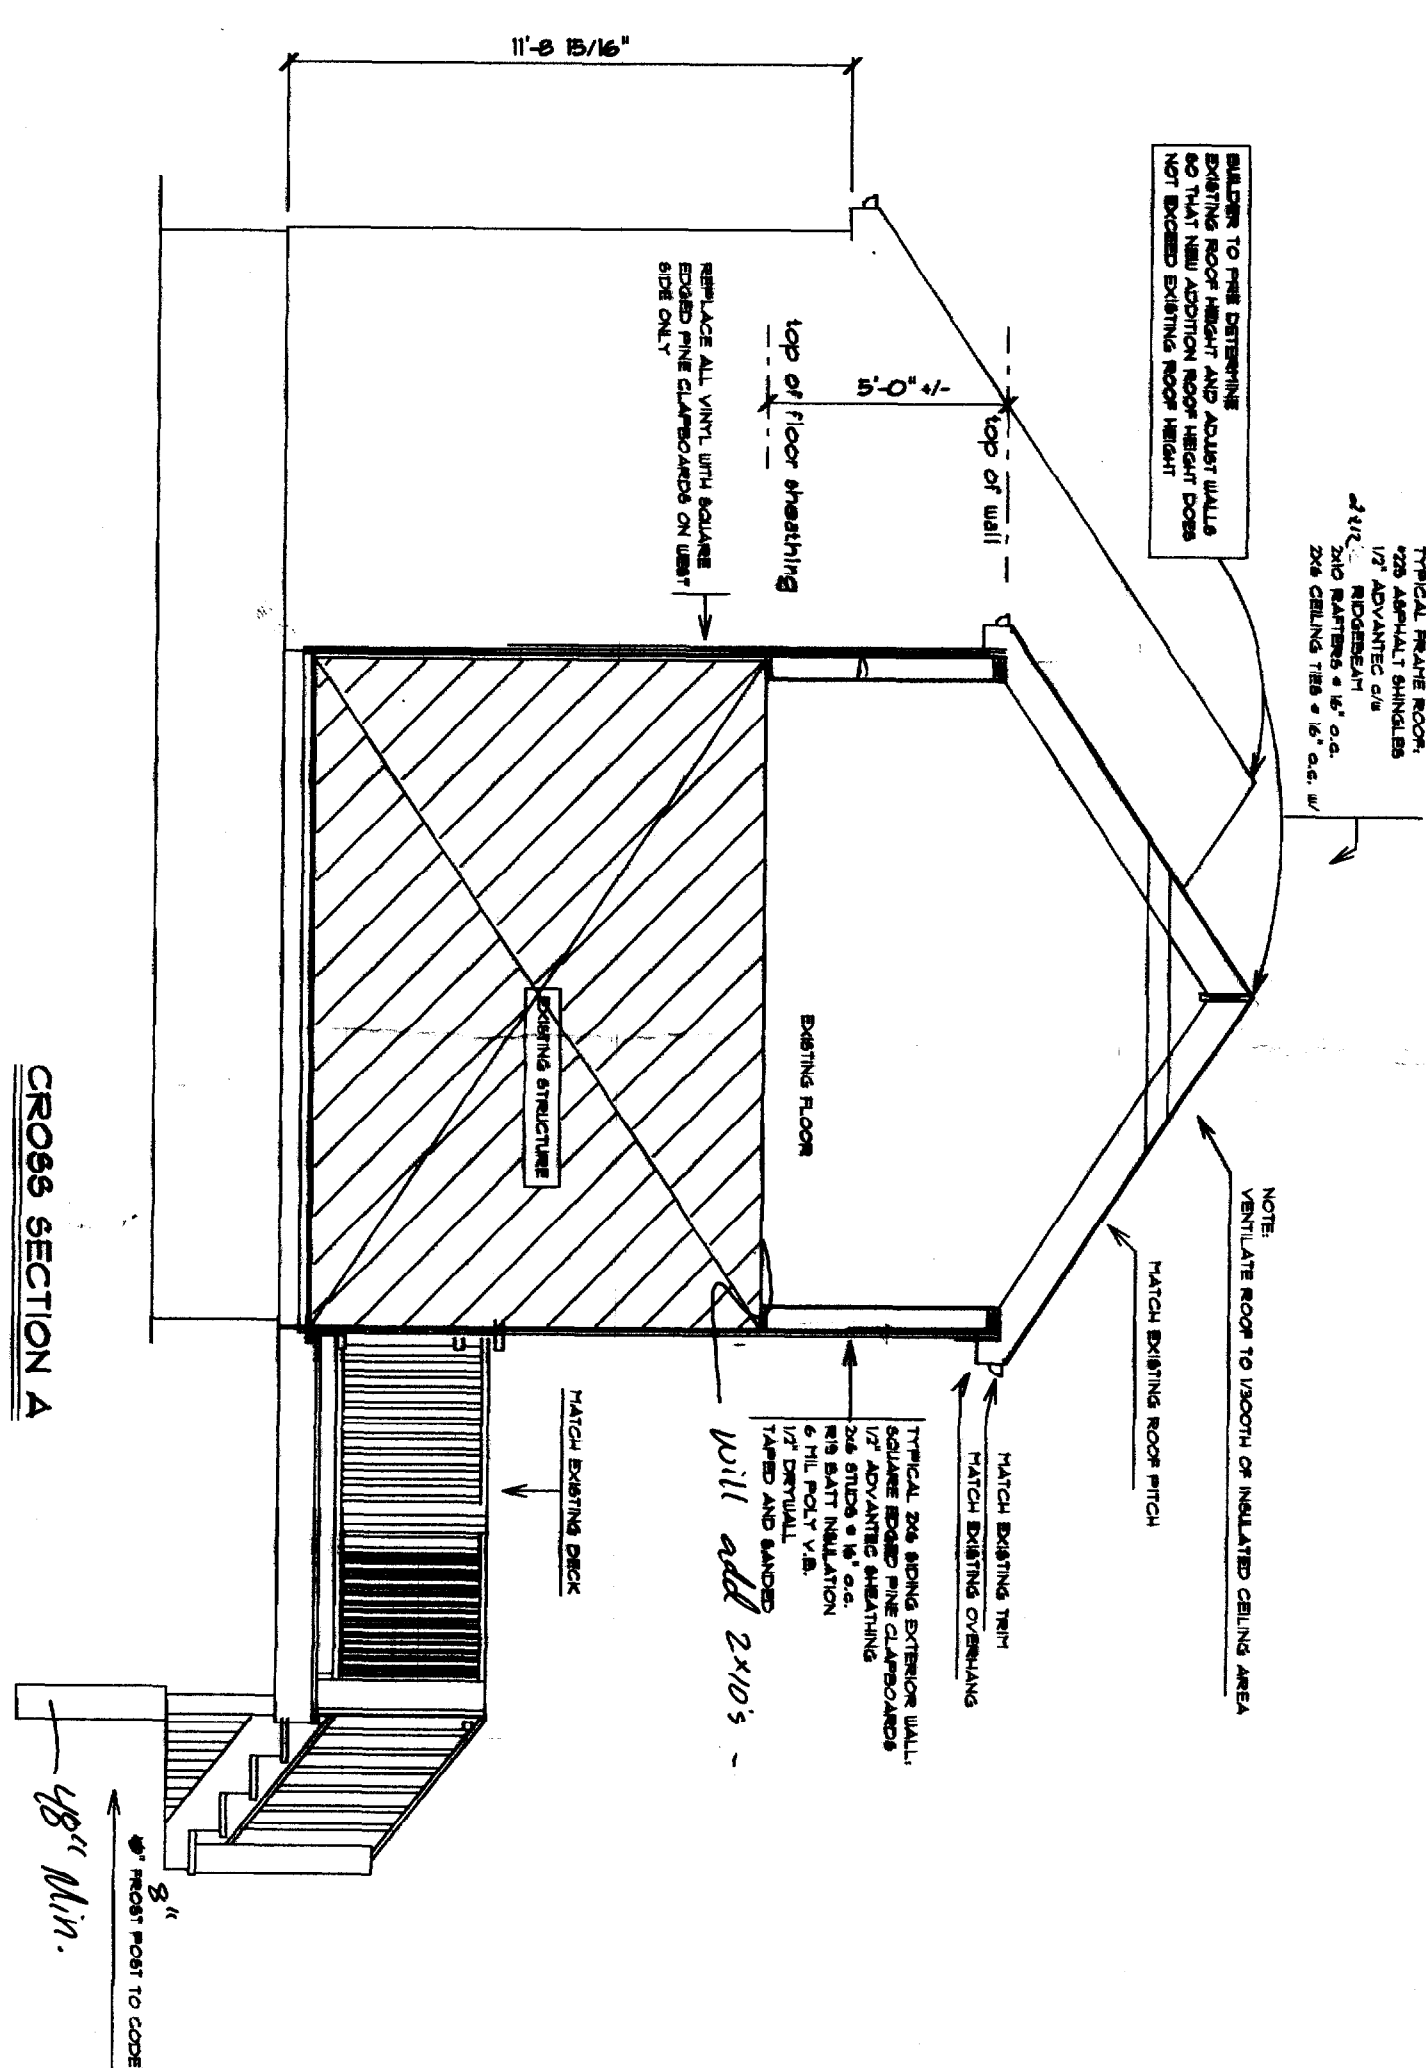 TYPICAL FRAME ROOF:
#225 ASPHALT SHINGLES
1/2" ADVANTEC c/w
2x12 RIDGEBEAM
2x10 RAFTERS @ 16" O.C.
2X6 CEILING TIES @ 16" O.C. W/
BUILDER TO PRE DETERMINE
EXISTING ROOF HEIGHT AND ADJUST WALLS
SO THAT NEW ADDITION ROOF HEIGHT DOES
NOT EXCEED EXISTING ROOF HEIGHT
NOTE:
VENTILATE ROOF TO 1/300TH OF INSULATED CEILING AREA
MATCH EXISTING ROOF PITCH
top of wall
5'-0" +/-
MATCH EXISTING TRIM
MATCH EXISTING OVERHANG
top of floor sheathing
EXISTING FLOOR
TYPICAL 2X6 SIDING EXTERIOR WALL:
SQUARE EDGED PINE CLAPBOARDS
1/2" ADVANTEC SHEATHING
2x6 STUDS @ 16" O.C.
R19 BATT INSULATION
6 MIL POLY V.B.
1/2" DRYWALL
TAPED AND SANDED
will add 2x10's -
REPLACE ALL VINYL WITH SQUARE
EDGED PINE CLAPBOARDS ON WEST
SIDE ONLY
11'-8 15/16"
EXISTING STRUCTURE
MATCH EXISTING DECK
8"
FROST POST TO CODE
48" Min.
CROSS SECTION A